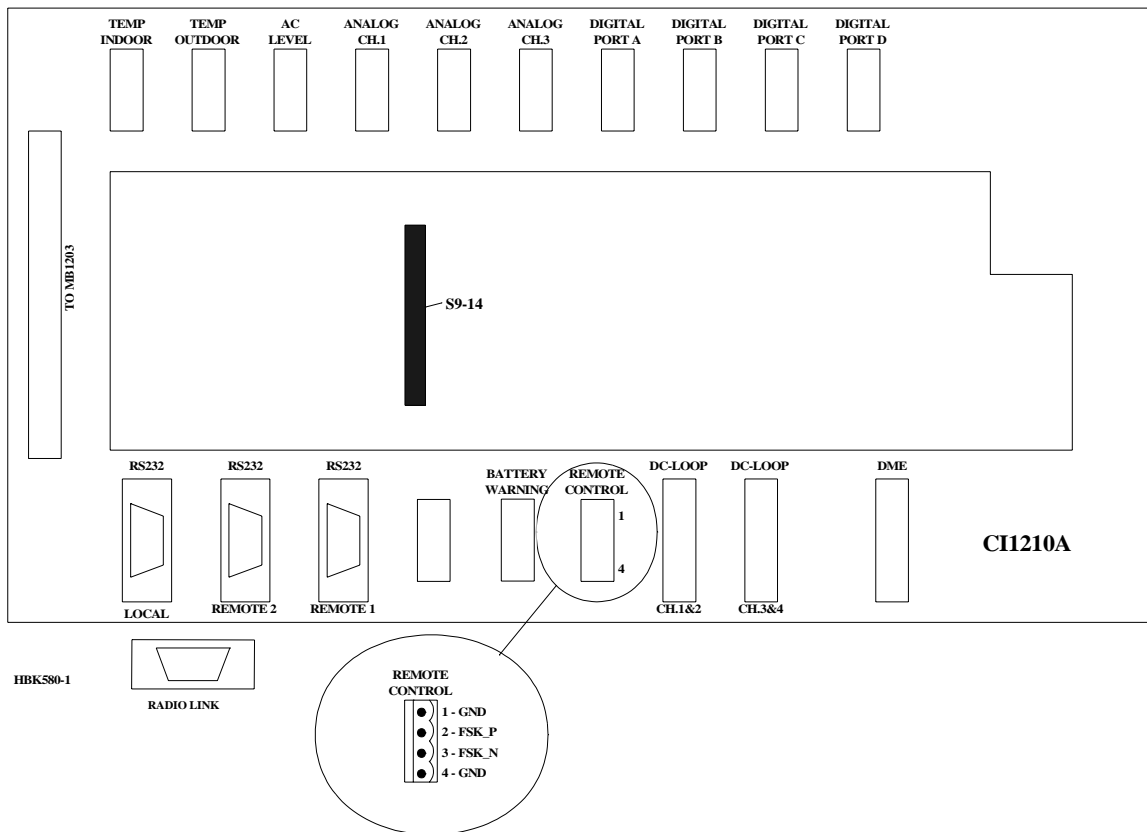 TEMP INDOOR
TEMP OUTDOOR
AC LEVEL
ANALOG CH.1
ANALOG CH.2
ANALOG CH.3
DIGITAL PORT A
DIGITAL PORT B
DIGITAL PORT C
DIGITAL PORT D
TO MB1203
S9-14
RS232
RS232
RS232
BATTERY WARNING
REMOTE CONTROL
1
4
DC-LOOP
DC-LOOP
DME
CI1210A
LOCAL
REMOTE 2
REMOTE 1
CH.1&2
CH.3&4
HBK580-1
RADIO LINK
REMOTE CONTROL
1 - GND
2 - FSK_P
3 - FSK_N
4 - GND